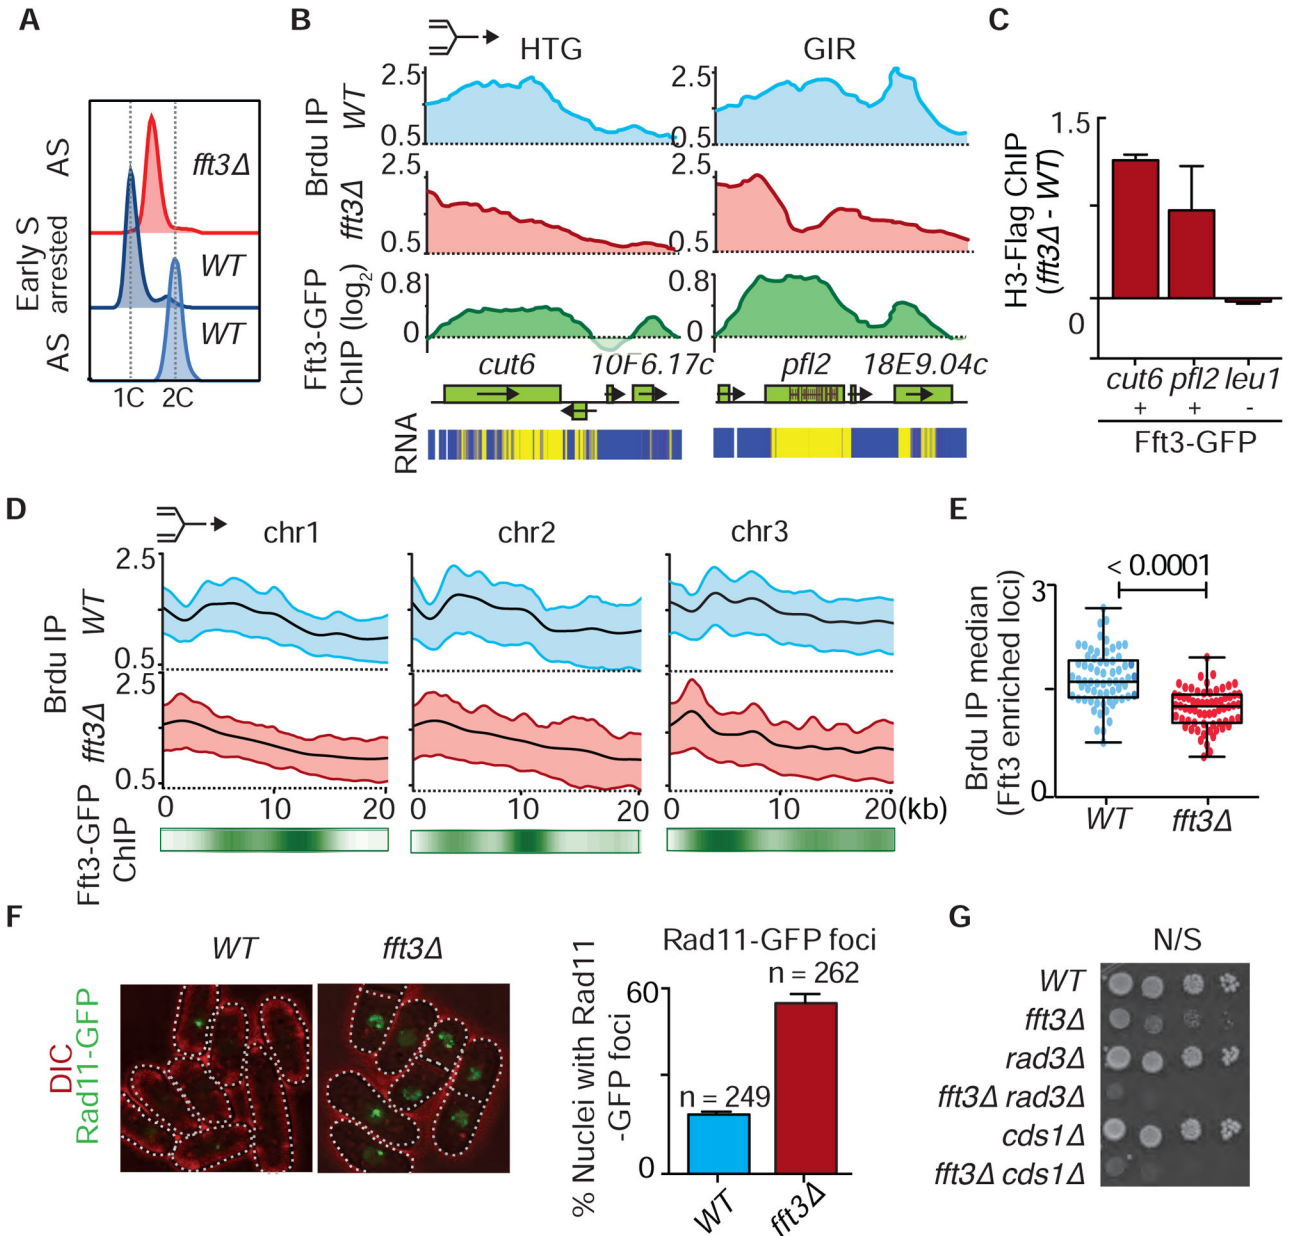 A
AS
fft3Δ
Early S
arrested
WT
AS
WT
1C 2C
B
HTG
GIR
Brdu IP
WT
2.5
0.5
2.5
0.5
fft3Δ
2.5
0.5
2.5
0.5
Fft3-GFP
ChIP (log2)
0.8
0
0.8
0
cut6 10F6.17c
pfl2 18E9.04c
RNA
C
H3-Flag ChIP
(fft3Δ - WT)
1.5
0
cut6 pfl2 leu1
+ + -
Fft3-GFP
D
chr1
chr2
chr3
Brdu IP
WT
2.5
0.5
fft3Δ
2.5
0.5
0 10 20
0 10 20
0 10 20 (kb)
Fft3-GFP
ChIP
E
< 0.0001
Brdu IP median
(Fft3 enriched loci)
3
0
WT fft3Δ
F
WT
fft3Δ
DIC
Rad11-GFP
Rad11-GFP foci
n = 262
% Nuclei with Rad11
-GFP foci
60
n = 249
0
WT
fft3Δ
G
N/S
WT
fft3Δ
rad3Δ
fft3Δ rad3Δ
cds1Δ
fft3Δ cds1Δ